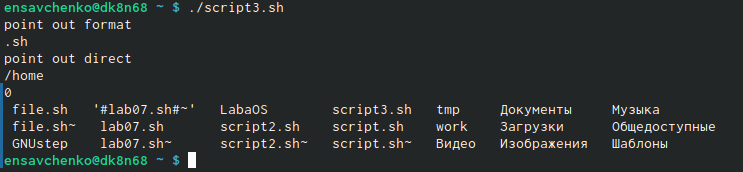 ensavchenko@dk8n68 ~ $ ./script3.sh
point out format
.sh
point out direct
/home
0
file.sh '#lab07.sh#~' LabaOS script3.sh tmp Документы Музыка
file.sh~ lab07.sh script2.sh script.sh work Загрузки Общедоступные
GNUstep lab07.sh~ script2.sh~ script.sh~ Видео Изображения Шаблоны
ensavchenko@dk8n68 ~ $